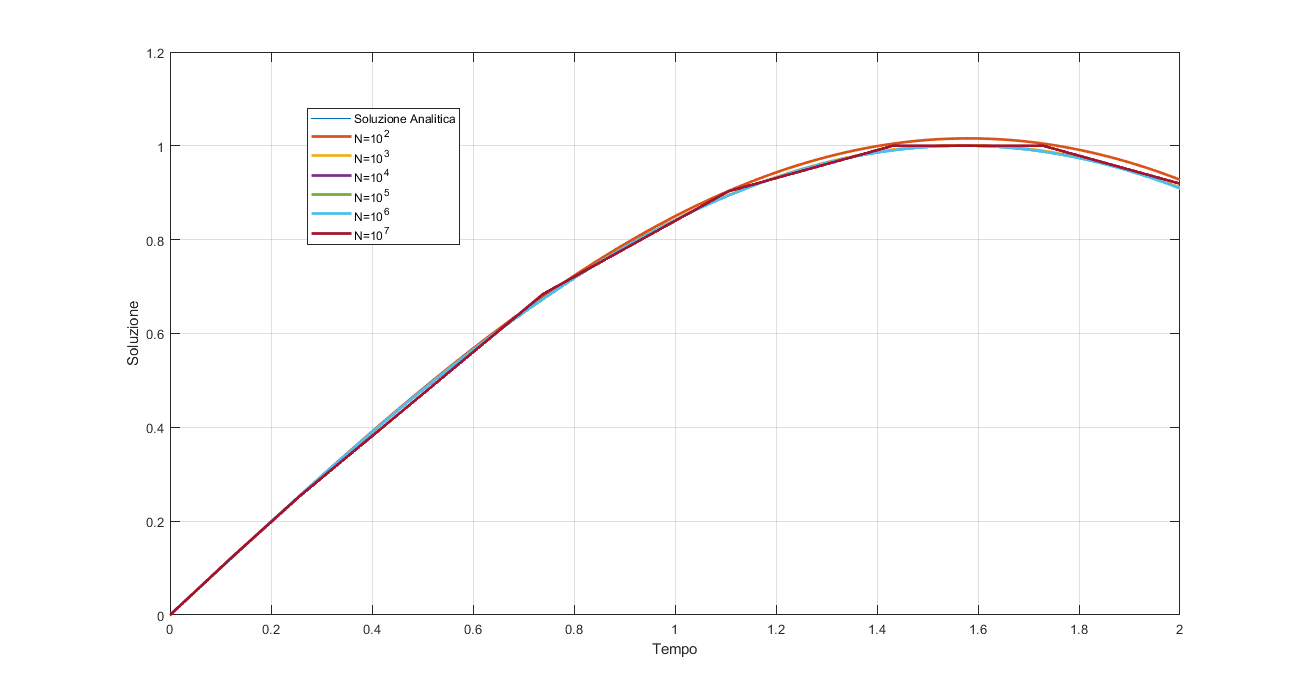 1.2
1
0.8
0.6
0.4
0.2
0
Soluzione
Soluzione Analitica
N=10^2
N=10^3
N=10^4
N=10^5
N=10^6
N=10^7
0 0.2 0.4 0.6 0.8 1 1.2 1.4 1.6 1.8 2
Tempo